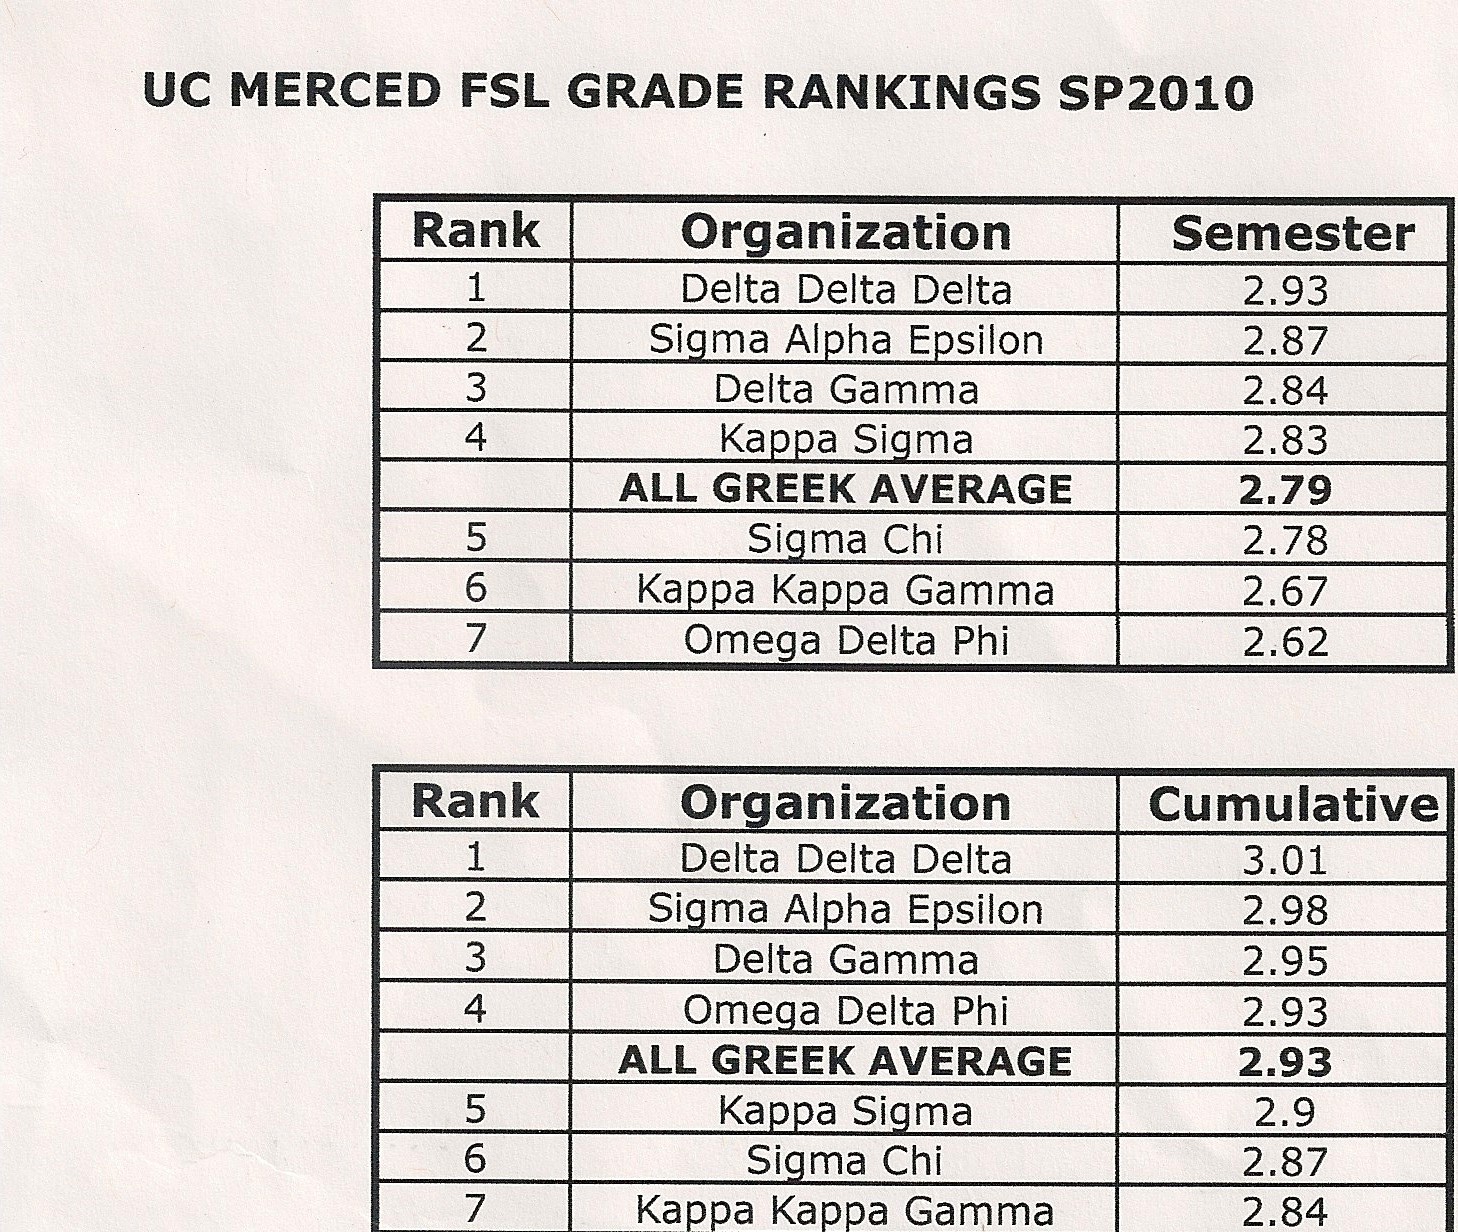 UC MERCED FSL GRADE RANKINGS SP2010
Rank Organization Semester
1 Delta Delta Delta 2.93
2 Sigma Alpha Epsilon 2.87
3 Delta Gamma 2.84
4 Kappa Sigma 2.83
ALL GREEK AVERAGE 2.79
5 Sigma Chi 2.78
6 Kappa Kappa Gamma 2.67
7 Omega Delta Phi 2.62
Rank Organization Cumulative
1 Delta Delta Delta 3.01
2 Sigma Alpha Epsilon 2.98
3 Delta Gamma 2.95
4 Omega Delta Phi 2.93
ALL GREEK AVERAGE 2.93
5 Kappa Sigma 2.9
6 Sigma Chi 2.87
7 Kappa Kappa Gamma 2.84